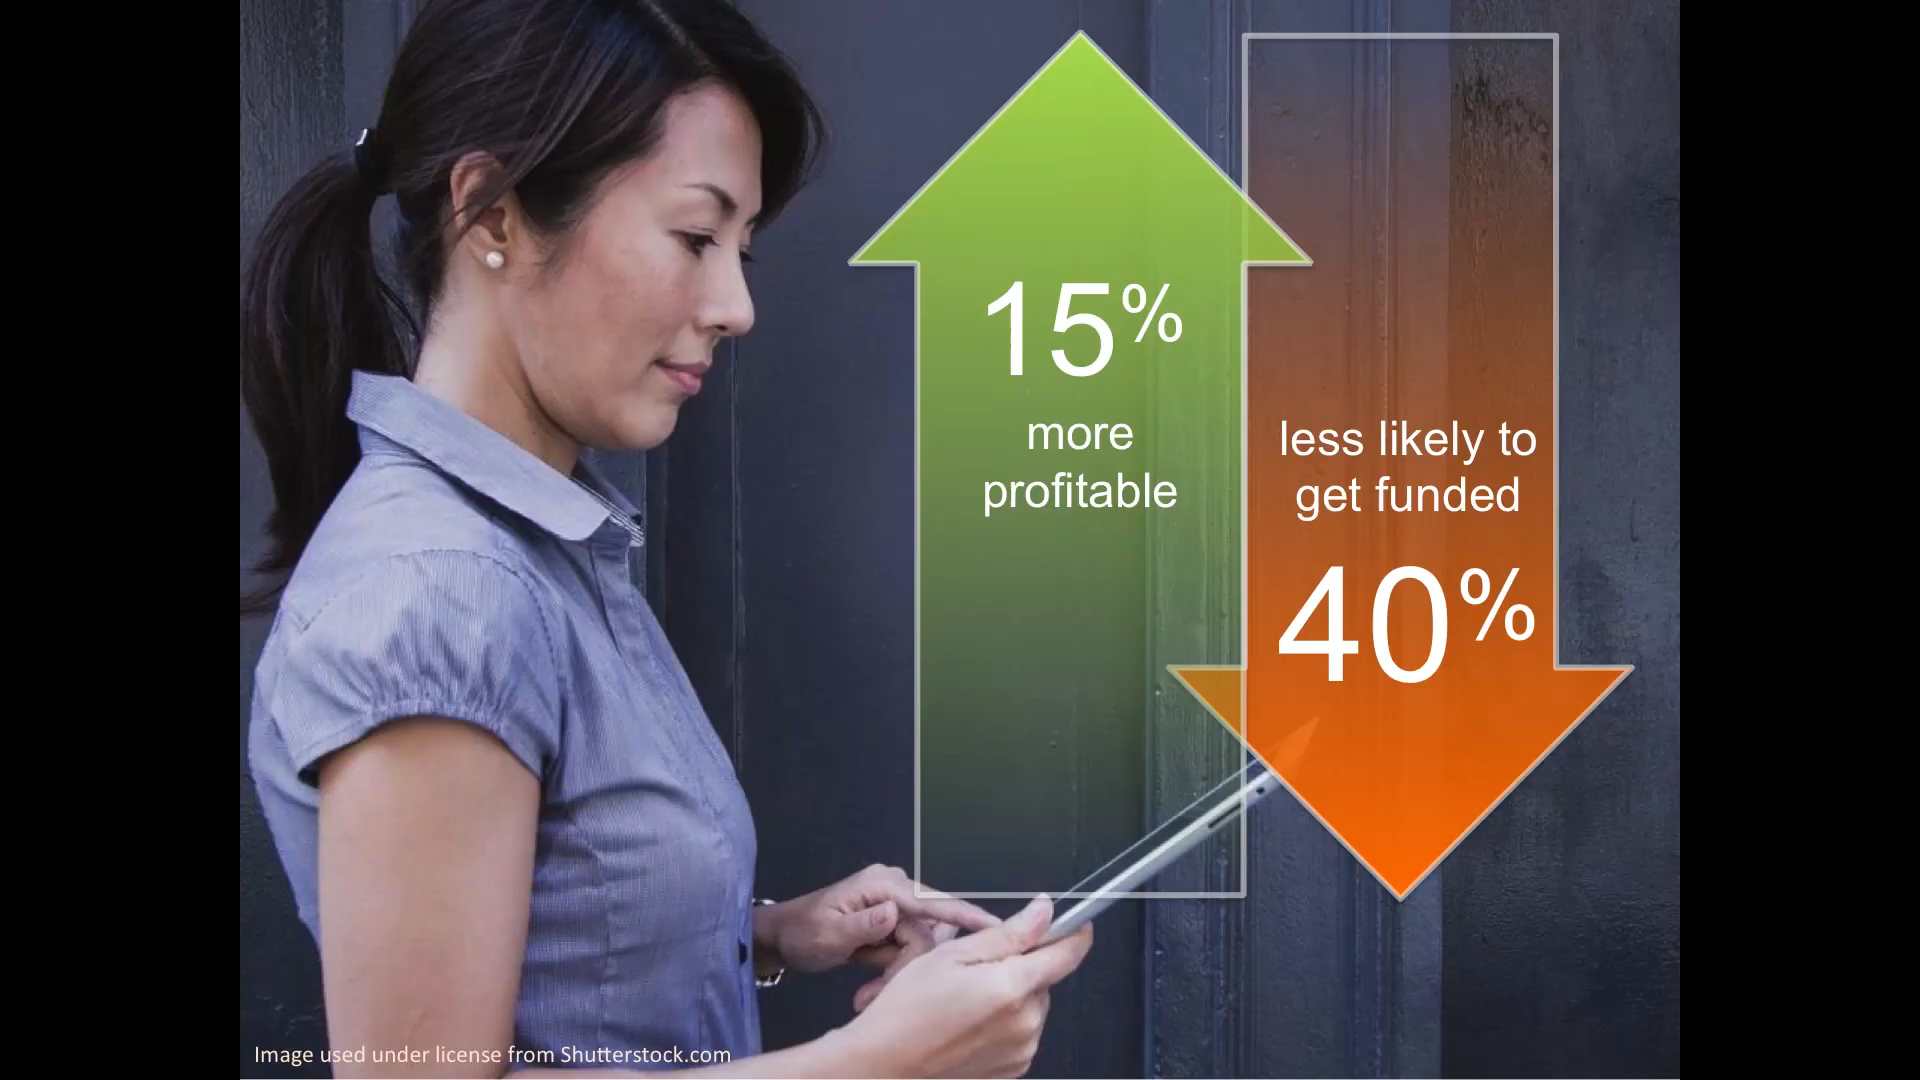 15%
more
profitable
less likely to
get funded
40%
Image used under license from Shutterstock.com